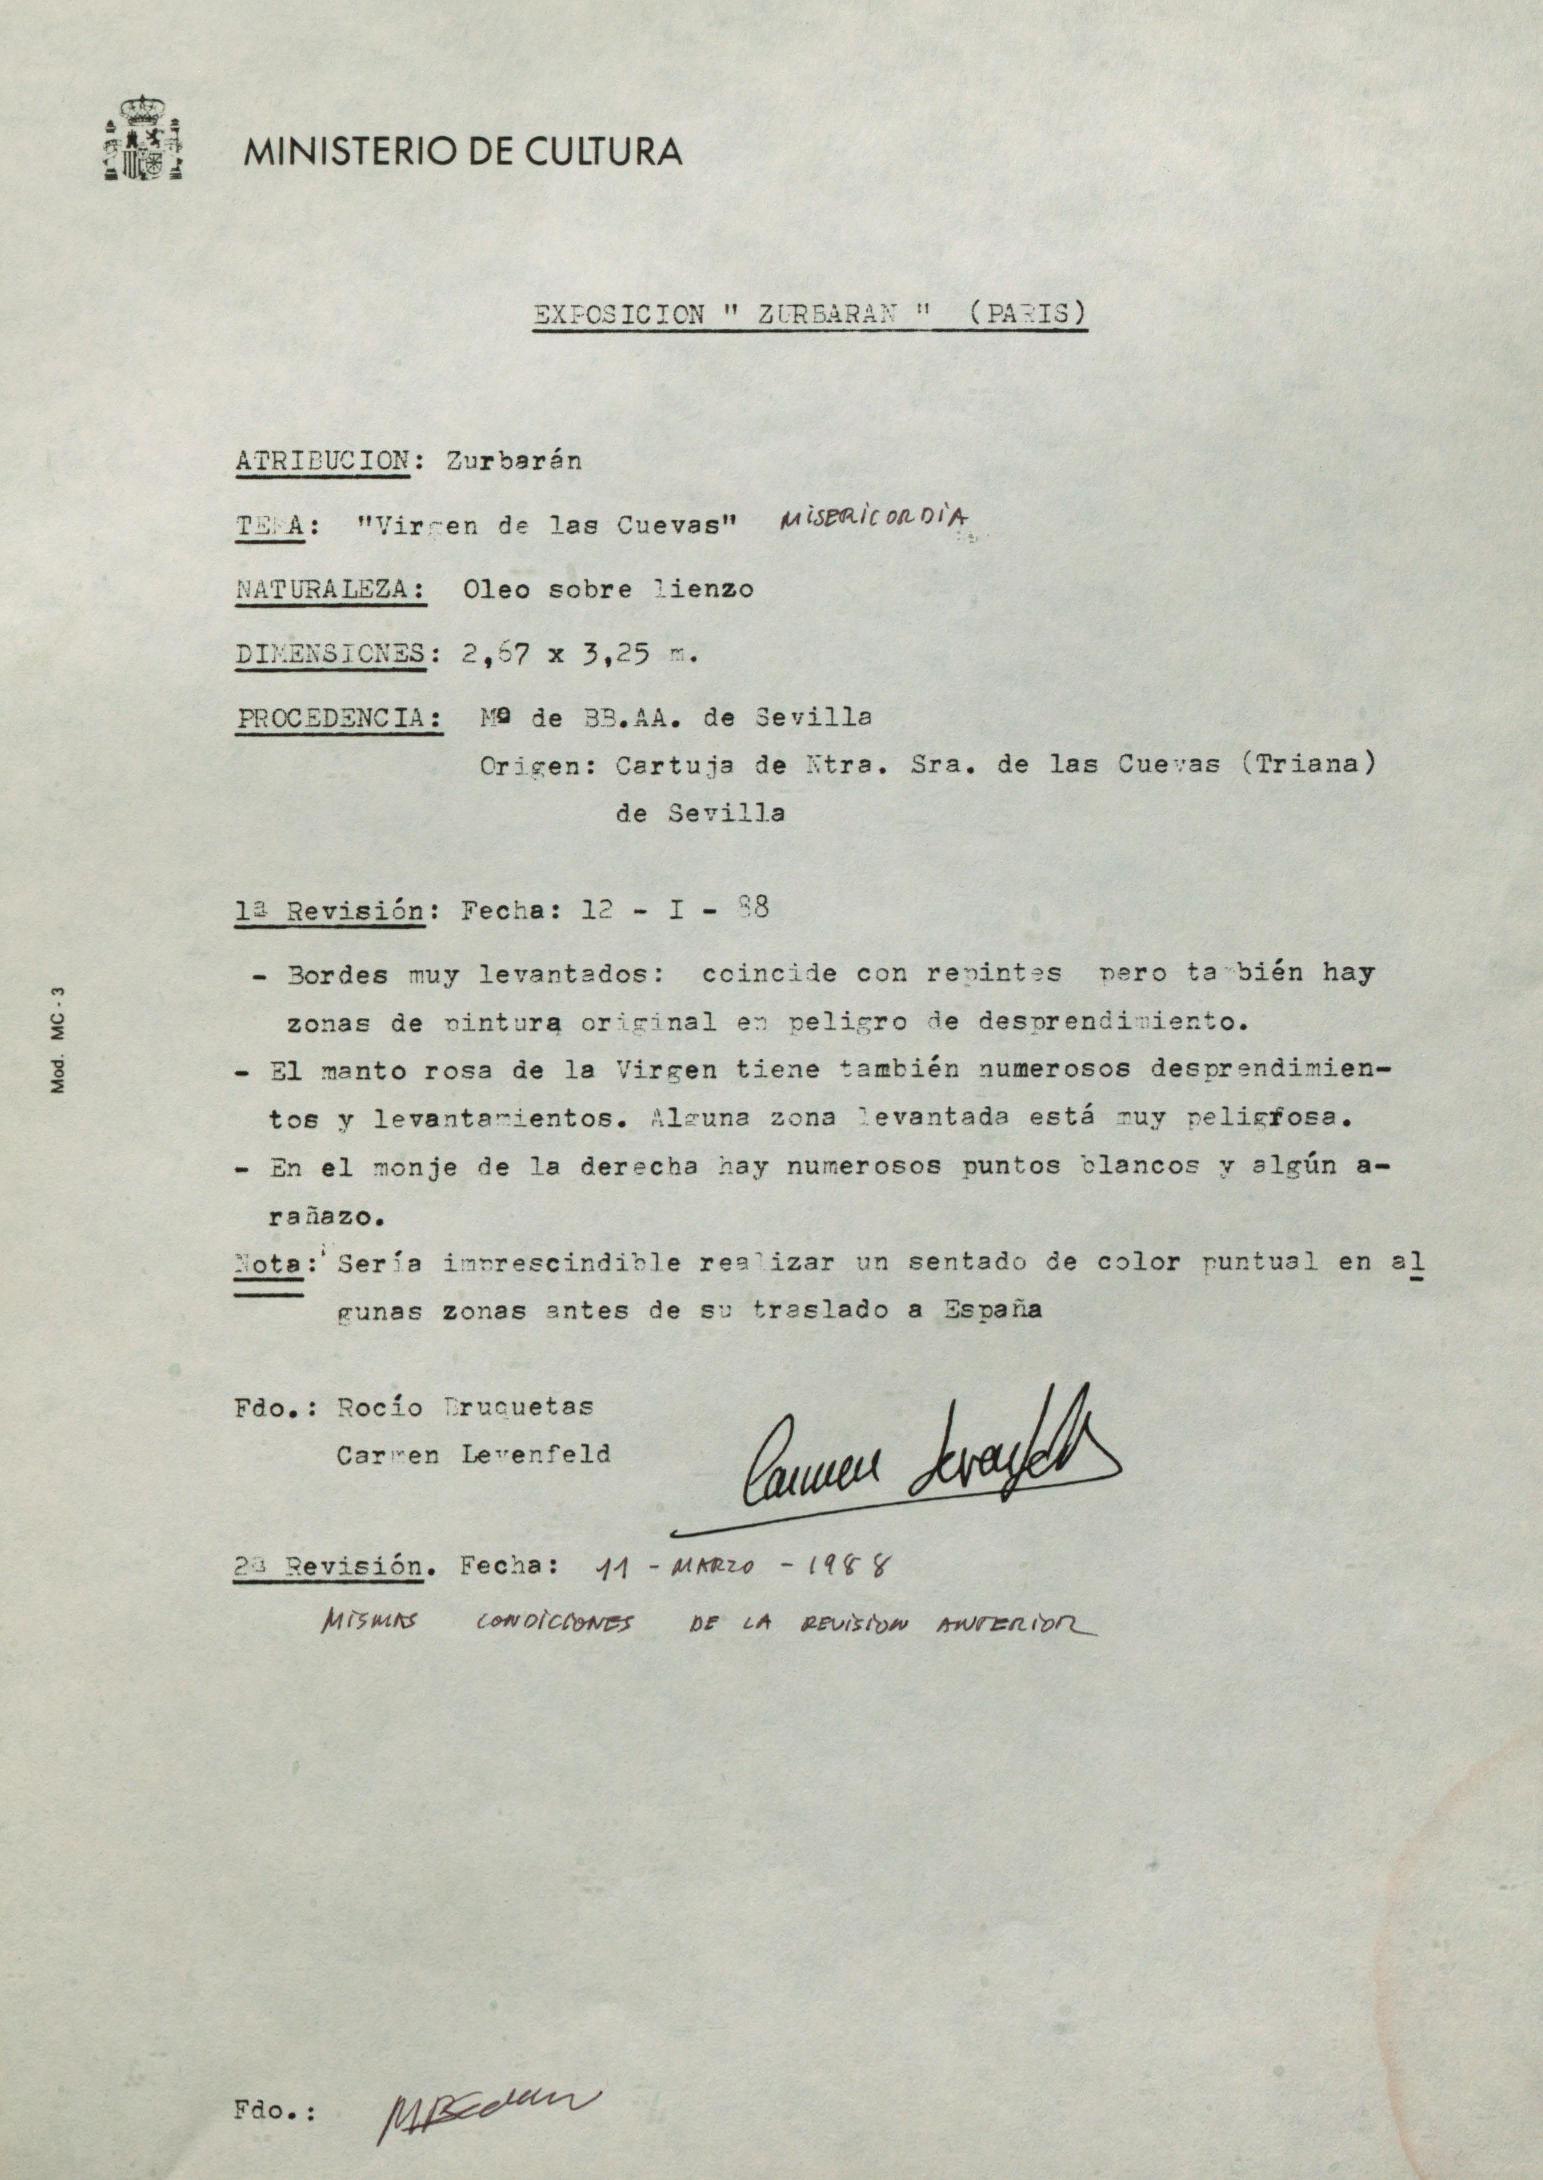 MINISTERIO DE CULTURA
EXPOSICION " ZURBARAN " (PARIS)
ATRIBUCION: Zurbarán
TEMA: "Virgen de las Cuevas" MISERICORDIA
NATURALEZA: Oleo sobre lienzo
DIMENSIONES: 2,67 x 3,25 m.
PROCEDENCIA: Mº de BB.AA. de Sevilla
Origen: Cartuja de Ntra. Sra. de las Cuevas (Triana)
de Sevilla
1ª Revisión: Fecha: 12 - I - 88
- Bordes muy levantados: coincide con repintes pero también hay
zonas de pintura original en peligro de desprendimiento.
- El manto rosa de la Virgen tiene también numerosos desprendimien-
tos y levantamientos. Alguna zona levantada está muy peligrosa.
- En el monje de la derecha hay numerosos puntos blancos y algún a-
rañazo.
Nota: Sería imprescindible realizar un sentado de color puntual en al
gunas zonas antes de su traslado a España
Fdo.: Rocío Bruquetas
Carmen Levenfeld
Carmen Levenfeld
2ª Revisión. Fecha: 11 - MARZO - 1988
MISMAS CONDICIONES DE LA REVISION ANTERIOR
Fdo.:
Mod. MC - 3